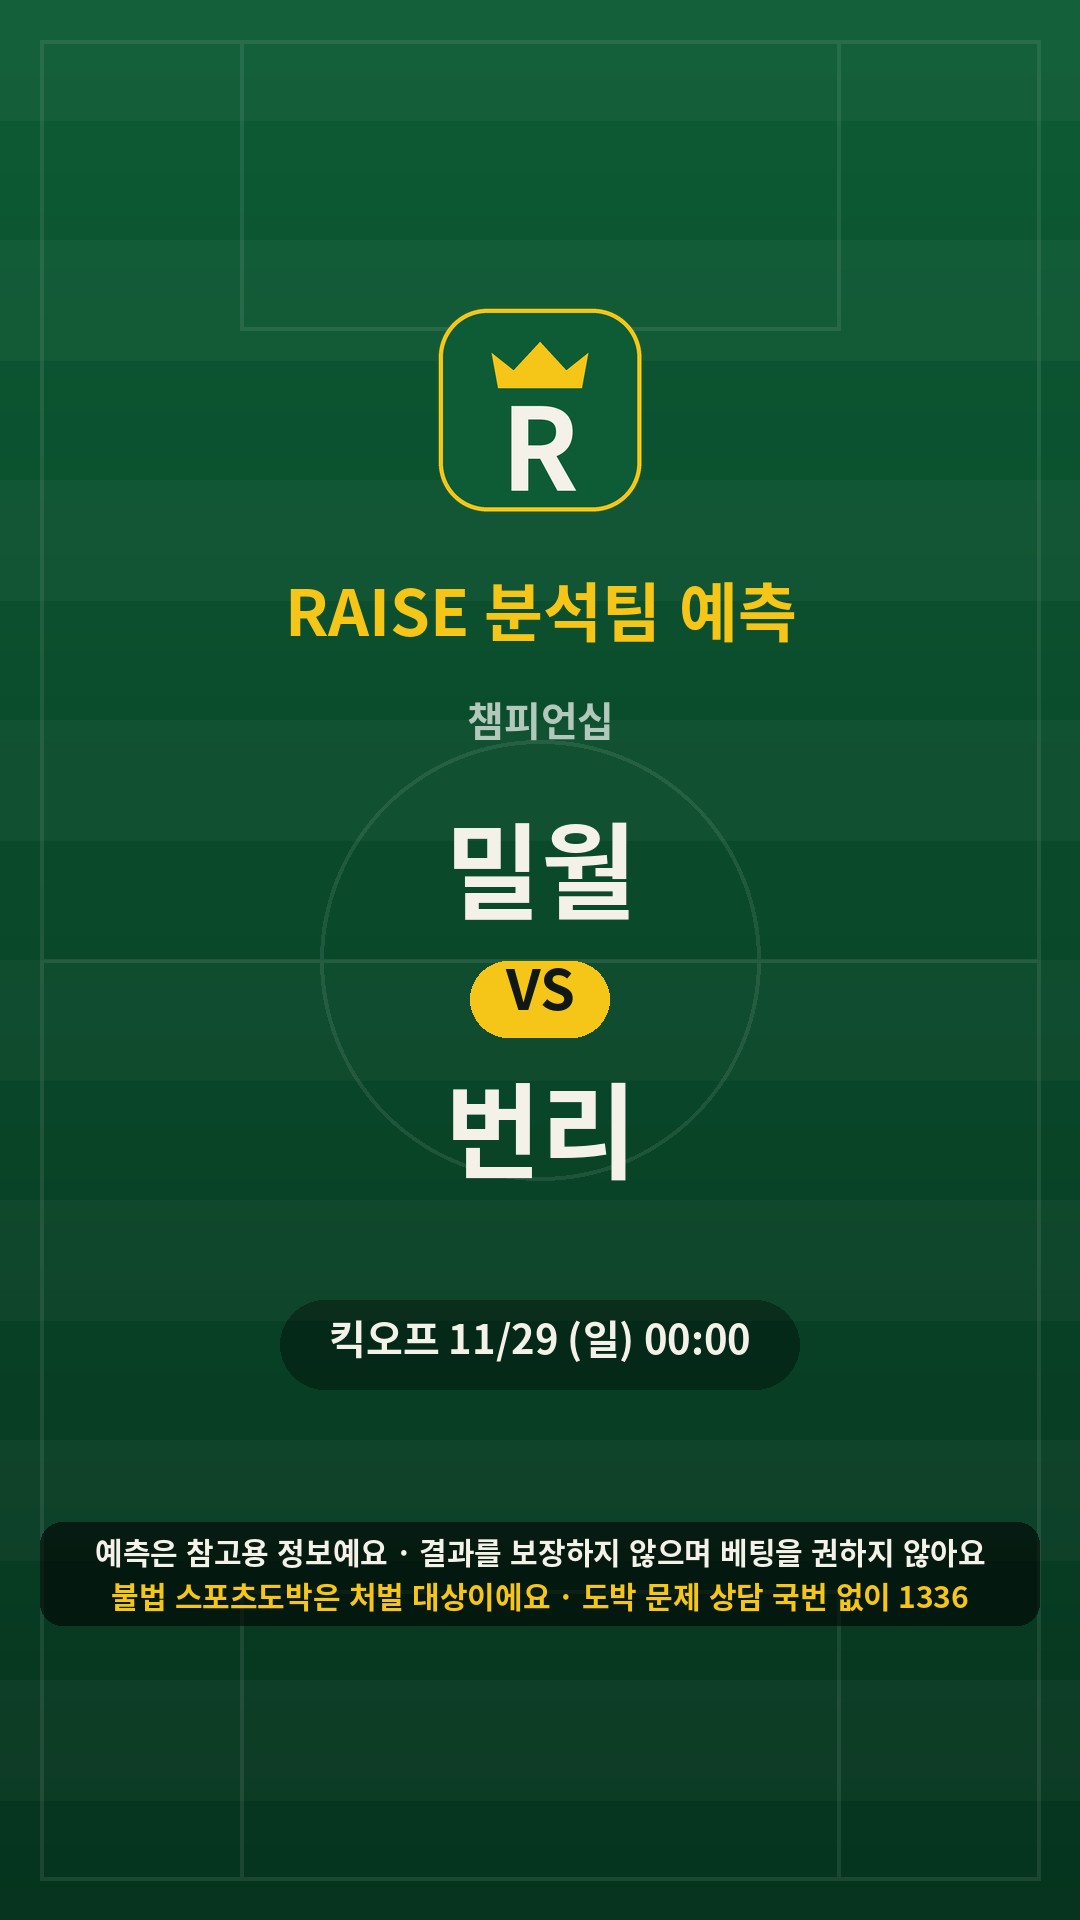 R
RAISE 분석팀 예측
챔피언십
밀월
VS
번리
킥오프 11/29 (일) 00:00
예측은 참고용 정보예요 · 결과를 보장하지 않으며 베팅을 권하지 않아요
불법 스포츠도박은 처벌 대상이에요 · 도박 문제 상담 국번 없이 1336